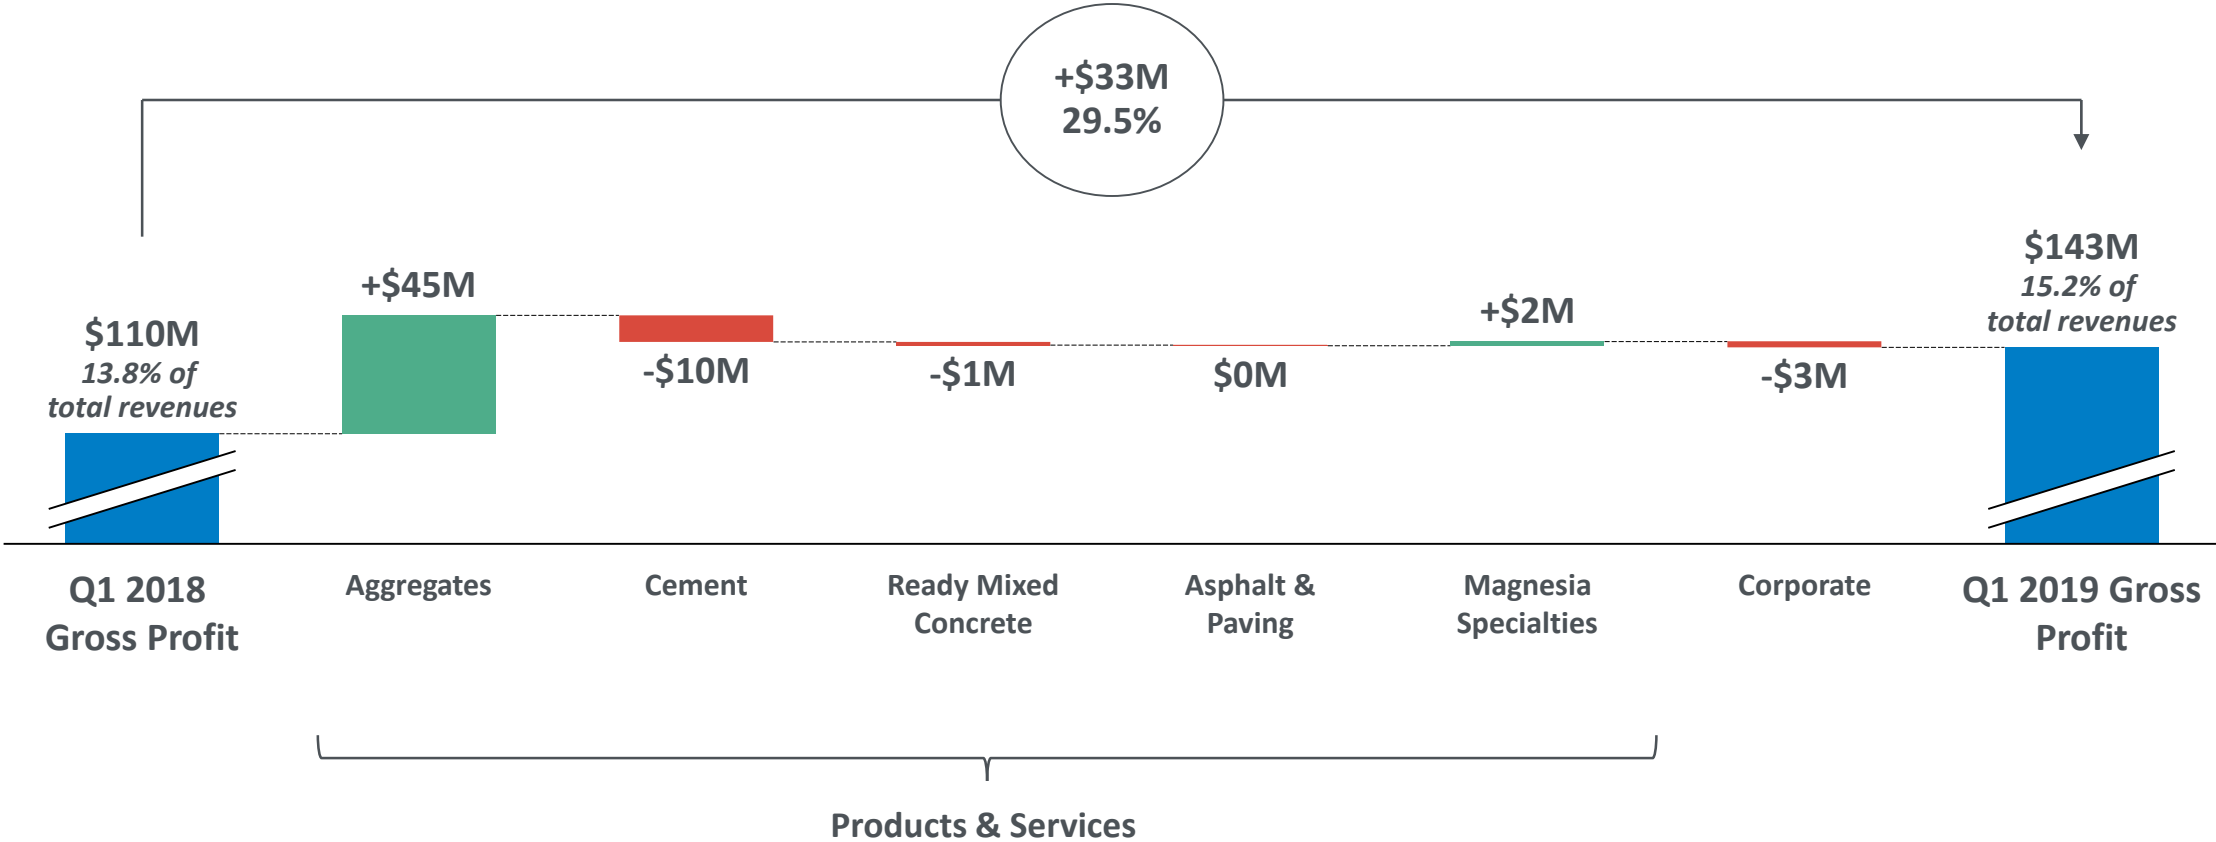 +$33M
29.5%
$110M
13.8% of
total revenues
+$45M
-$10M
-$1M
$0M
+$2M
-$3M
$143M
15.2% of
total revenues
Q1 2018
Gross Profit
Aggregates
Cement
Ready Mixed
Concrete
Asphalt &
Paving
Magnesia
Specialties
Corporate
Q1 2019 Gross
Profit
Products & Services